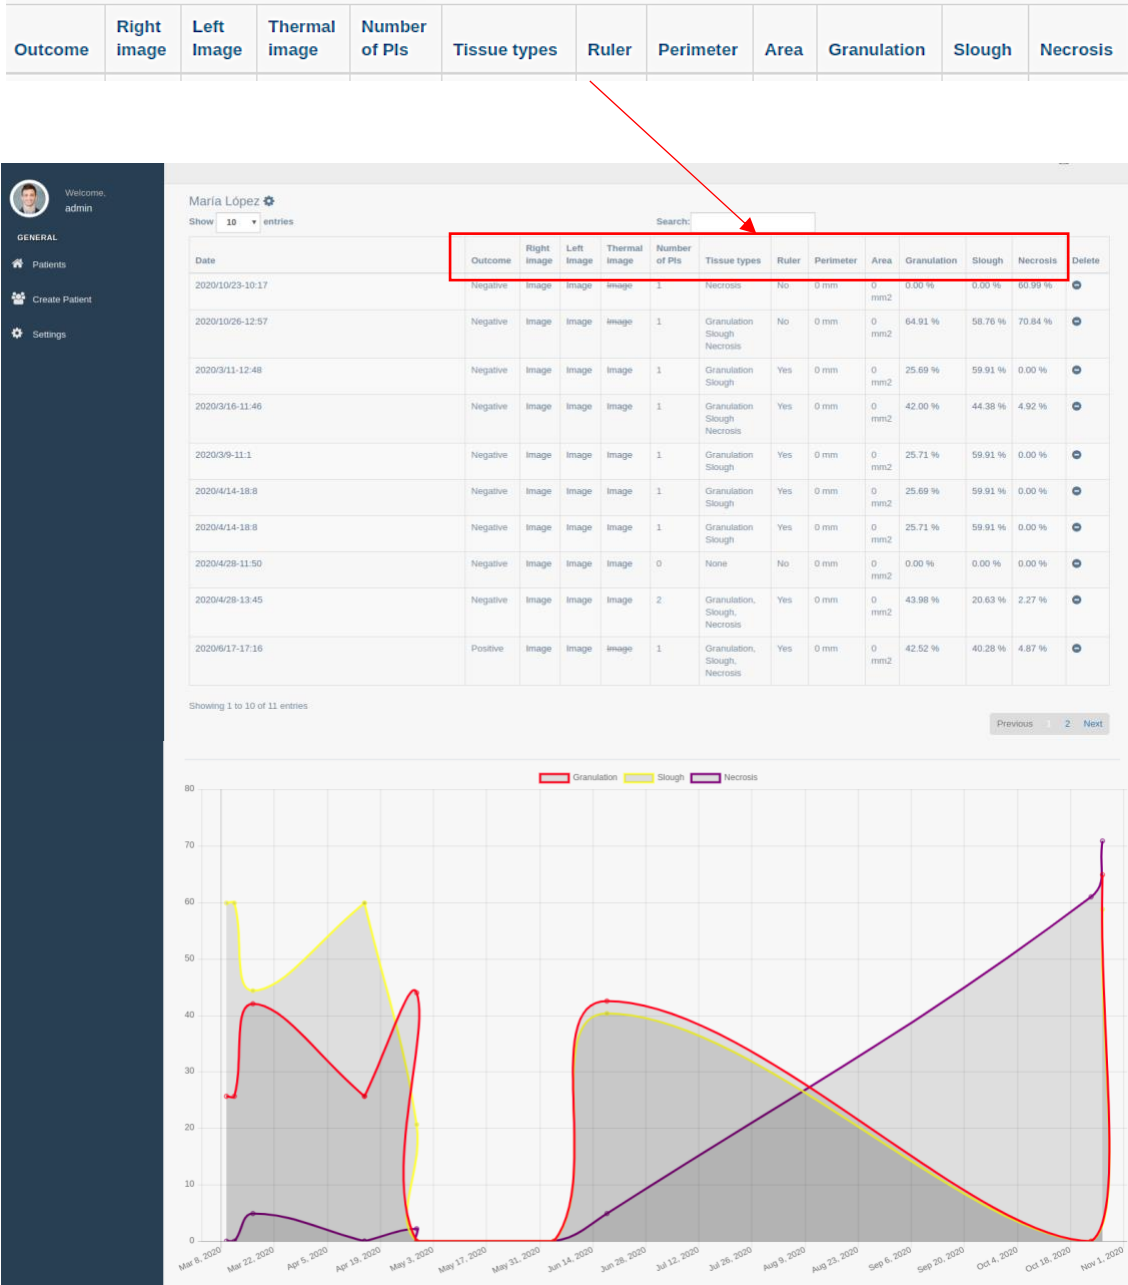 Outcome Right image Left Image Thermal image Number of PIs Tissue types Ruler Perimeter Area Granulation Slough Necrosis
Welcome,
admin
GENERAL
Patients
Create Patient
Settings
María López
Show 10 entries
Search:
Date Outcome Right image Left Image Thermal image Number of PIs Tissue types Ruler Perimeter Area Granulation Slough Necrosis Delete
2020/10/23-10:17 Negative Image Image Image 1 Necrosis No 0 mm 0 mm2 0.00 % 0.00 % 60.99 %
2020/10/26-12:57 Negative Image Image Image 1 Granulation Slough Necrosis No 0 mm 0 mm2 64.91 % 58.76 % 70.84 %
2020/3/11-12:48 Negative Image Image Image 1 Granulation Slough Yes 0 mm 0 mm2 25.69 % 59.91 % 0.00 %
2020/3/16-11:46 Negative Image Image Image 1 Granulation Slough Necrosis Yes 0 mm 0 mm2 42.00 % 44.38 % 4.92 %
2020/3/9-11:1 Negative Image Image Image 1 Granulation Slough Yes 0 mm 0 mm2 25.71 % 59.91 % 0.00 %
2020/4/14-18:8 Negative Image Image Image 1 Granulation Slough Yes 0 mm 0 mm2 25.69 % 59.91 % 0.00 %
2020/4/14-18:8 Negative Image Image Image 1 Granulation Slough Yes 0 mm 0 mm2 25.71 % 59.91 % 0.00 %
2020/4/28-11:50 Negative Image Image Image 0 None No 0 mm 0 mm2 0.00 % 0.00 % 0.00 %
2020/4/28-13:45 Negative Image Image Image 2 Granulation, Slough, Necrosis Yes 0 mm 0 mm2 43.98 % 20.63 % 2.27 %
2020/6/17-17:16 Positive Image Image Image 1 Granulation, Slough, Necrosis Yes 0 mm 0 mm2 42.52 % 40.28 % 4.87 %
Showing 1 to 10 of 11 entries
Previous 1 2 Next
Granulation Slough Necrosis
80
70
60
50
40
30
20
10
0
Mar 8, 2020 Mar 22, 2020 Apr 5, 2020 Apr 19, 2020 May 3, 2020 May 17, 2020 May 31, 2020 Jun 14, 2020 Jun 28, 2020 Jul 12, 2020 Jul 26, 2020 Aug 9, 2020 Aug 23, 2020 Sep 6, 2020 Sep 20, 2020 Oct 4, 2020 Oct 18, 2020 Nov 1, 2020